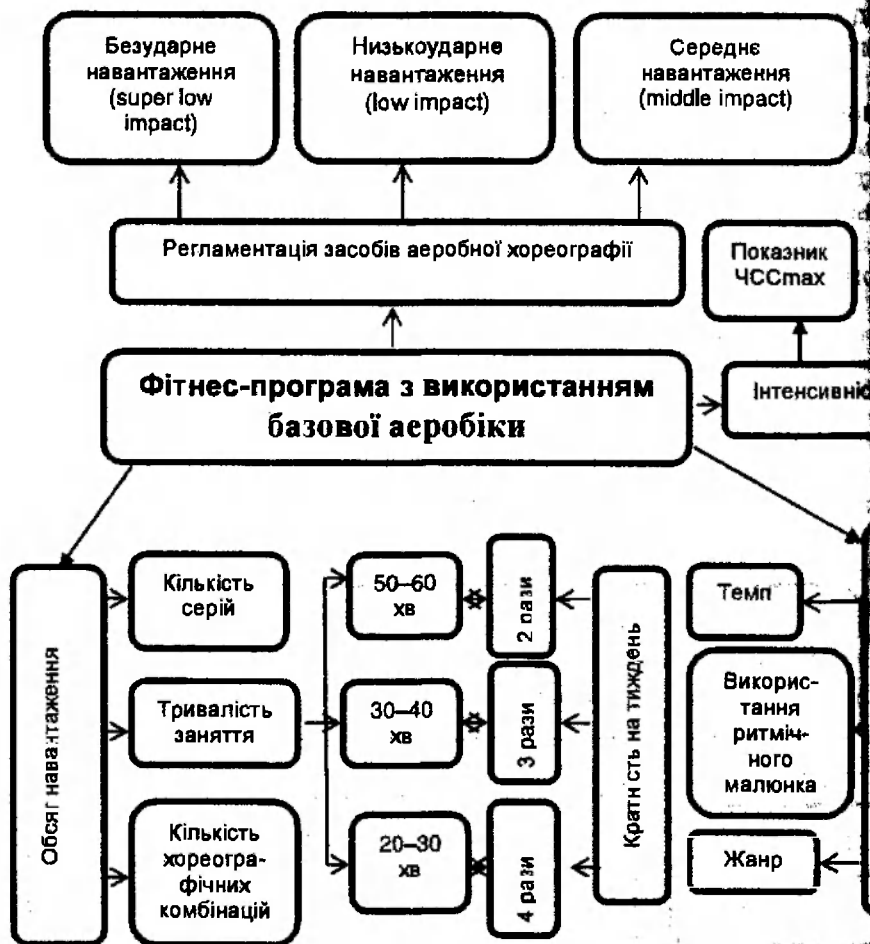 Безударне
навантаження
(super low
impact)
Низькоударне
навантаження
(low impact)
Середнє
навантаження
(middle impact)
Регламентація засобів аеробної хореографії
Показник
ЧССmax
Фітнес-програма з використанням
базової аеробіки
Інтенсивніс
Обсяг навантаження
Кількість
серій
Тривалість
заняття
Кількість
хореогра-
фічних
комбінацій
50–60
хв
30–40
хв
20–30
хв
2 рази
3 рази
4 рази
Кратність на тиждень
Темп
Викорис-
тання
ритміч-
ного
малюнка
Жанр